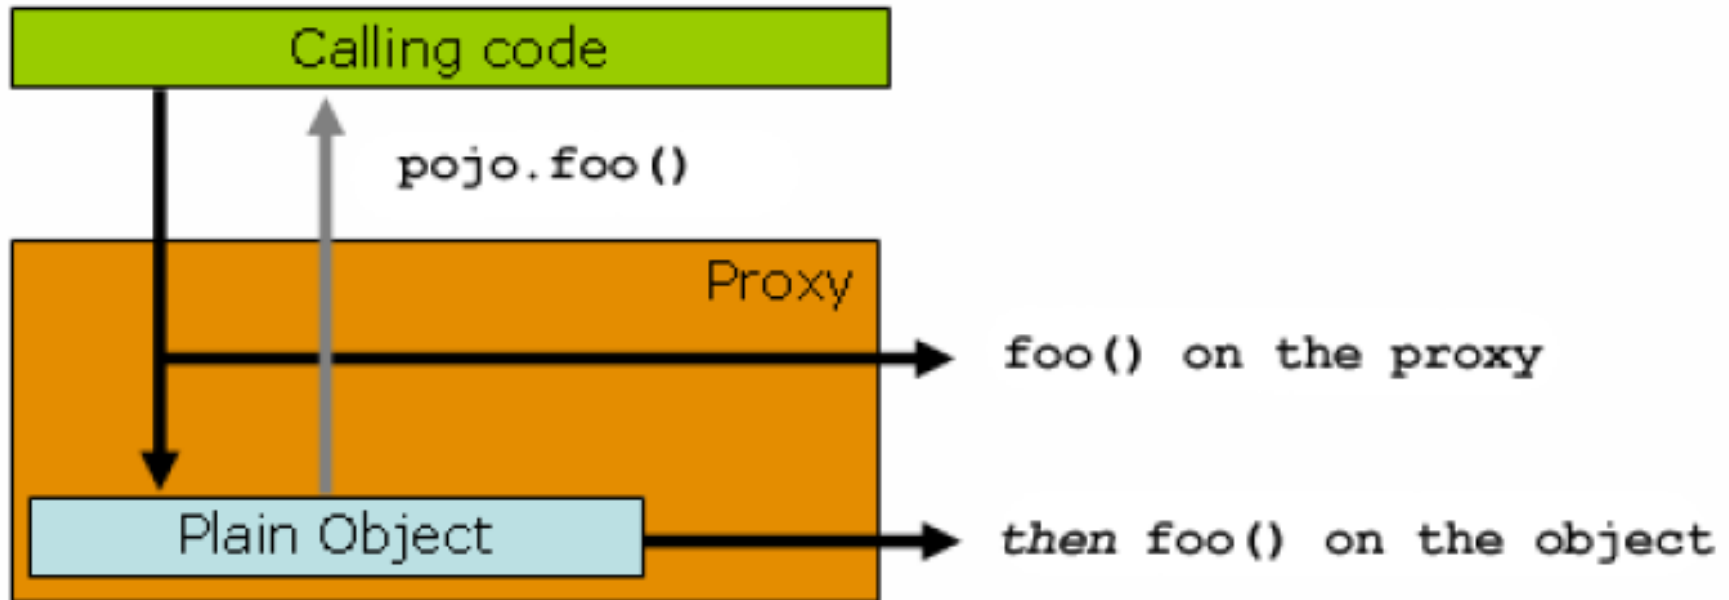 Calling code
pojo.foo()
Proxy
foo() on the proxy
Plain Object
then foo() on the object